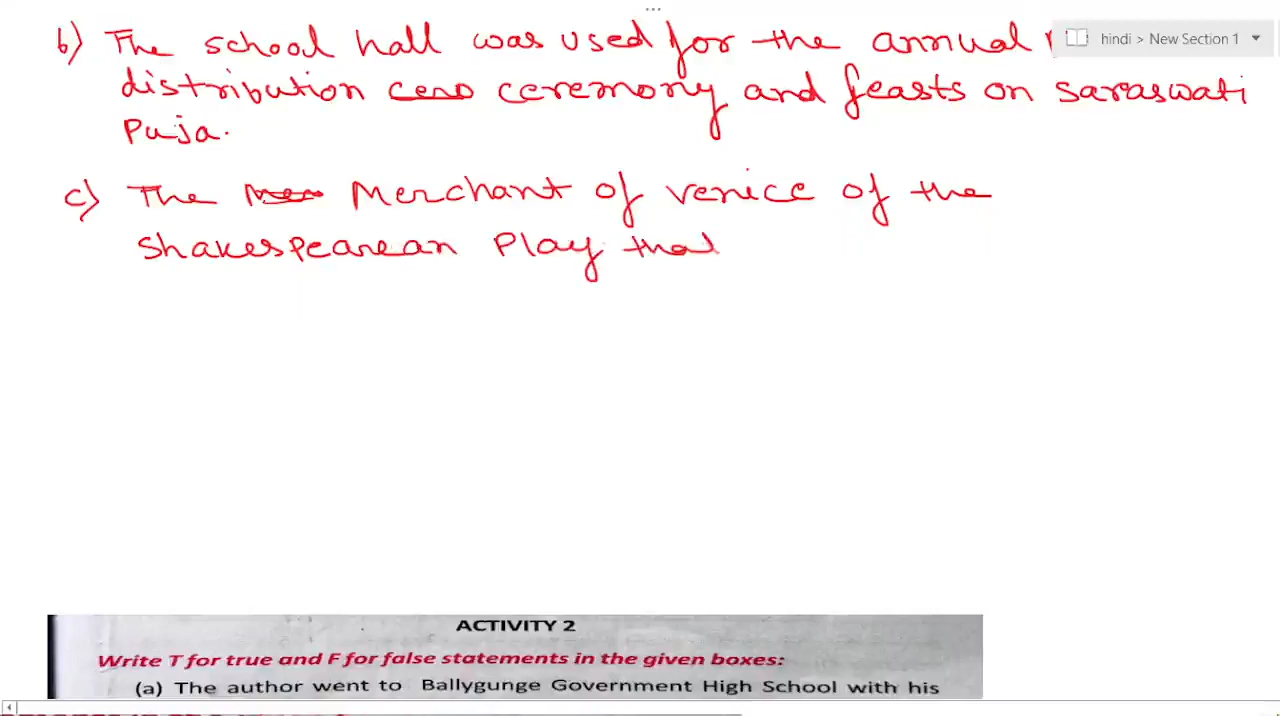 b) The school hall was used for the annual
hindi > New Section 1
distribution ceremony and feasts on saraswati
Puja.
c) The Merchant of venice of the
Shakespearean Play that
ACTIVITY 2
Write T for true and F for false statements in the given boxes:
(a) The author went to Ballygunge Government High School with his